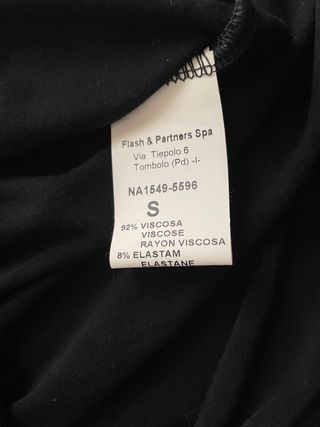 Flash & Partners Spa
Via Tiepolo 6
Tombolo (Pd) -I-
NA1549-5596
S
92% VISCOSA
VISCOSE
RAYON VISCOSA
8% ELASTAM
ELASTANE